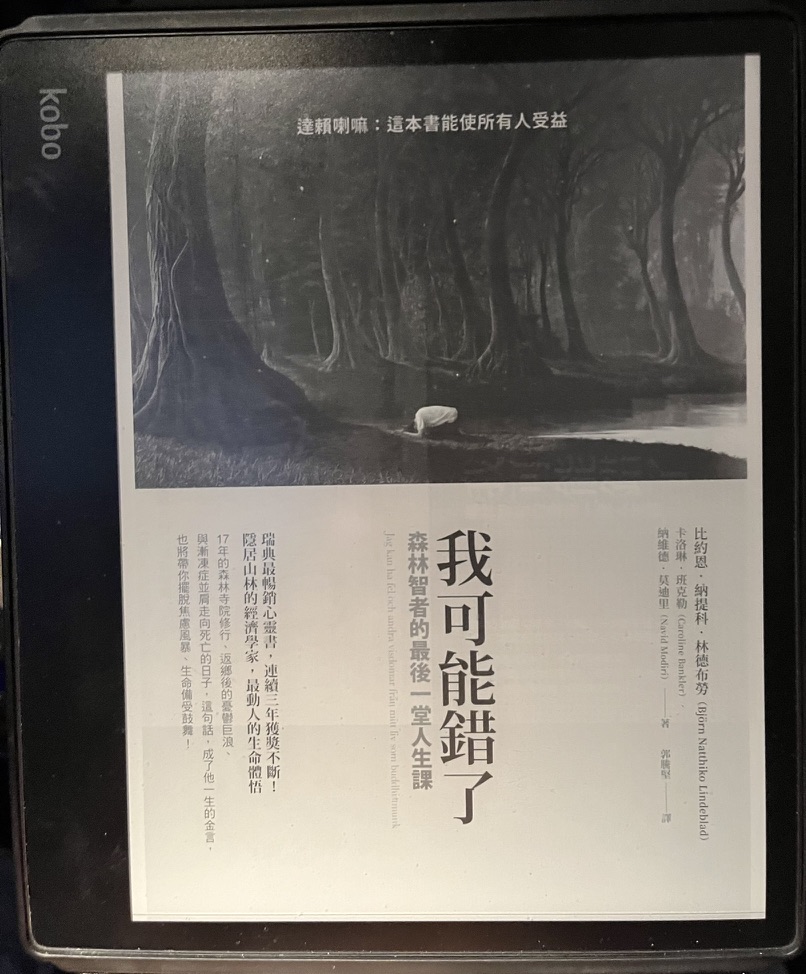 kobo
達賴喇嘛：這本書能使所有人受益
比約恩．納提科．林德布勞（Björn Natthiko Lindeblad）
卡洛琳．班克勒（Caroline Bankler）、
納維德．莫迪里（Navid Modiri）——著 郭騰堅——譯
我可能錯了
森林智者的最後一堂人生課
Jag kan ha fel och andra visdomar från mitt liv som buddhistmunk
瑞典最暢銷心靈書，連續三年獲獎不斷！
隱居山林的經濟學家，最動人的生命體悟
17年的森林寺院修行、返鄉後的憂鬱巨浪、
與漸凍症並肩走向死亡的日子，這句話，成了他一生的金言，
也將帶你擺脫焦慮風暴、生命備受鼓舞！